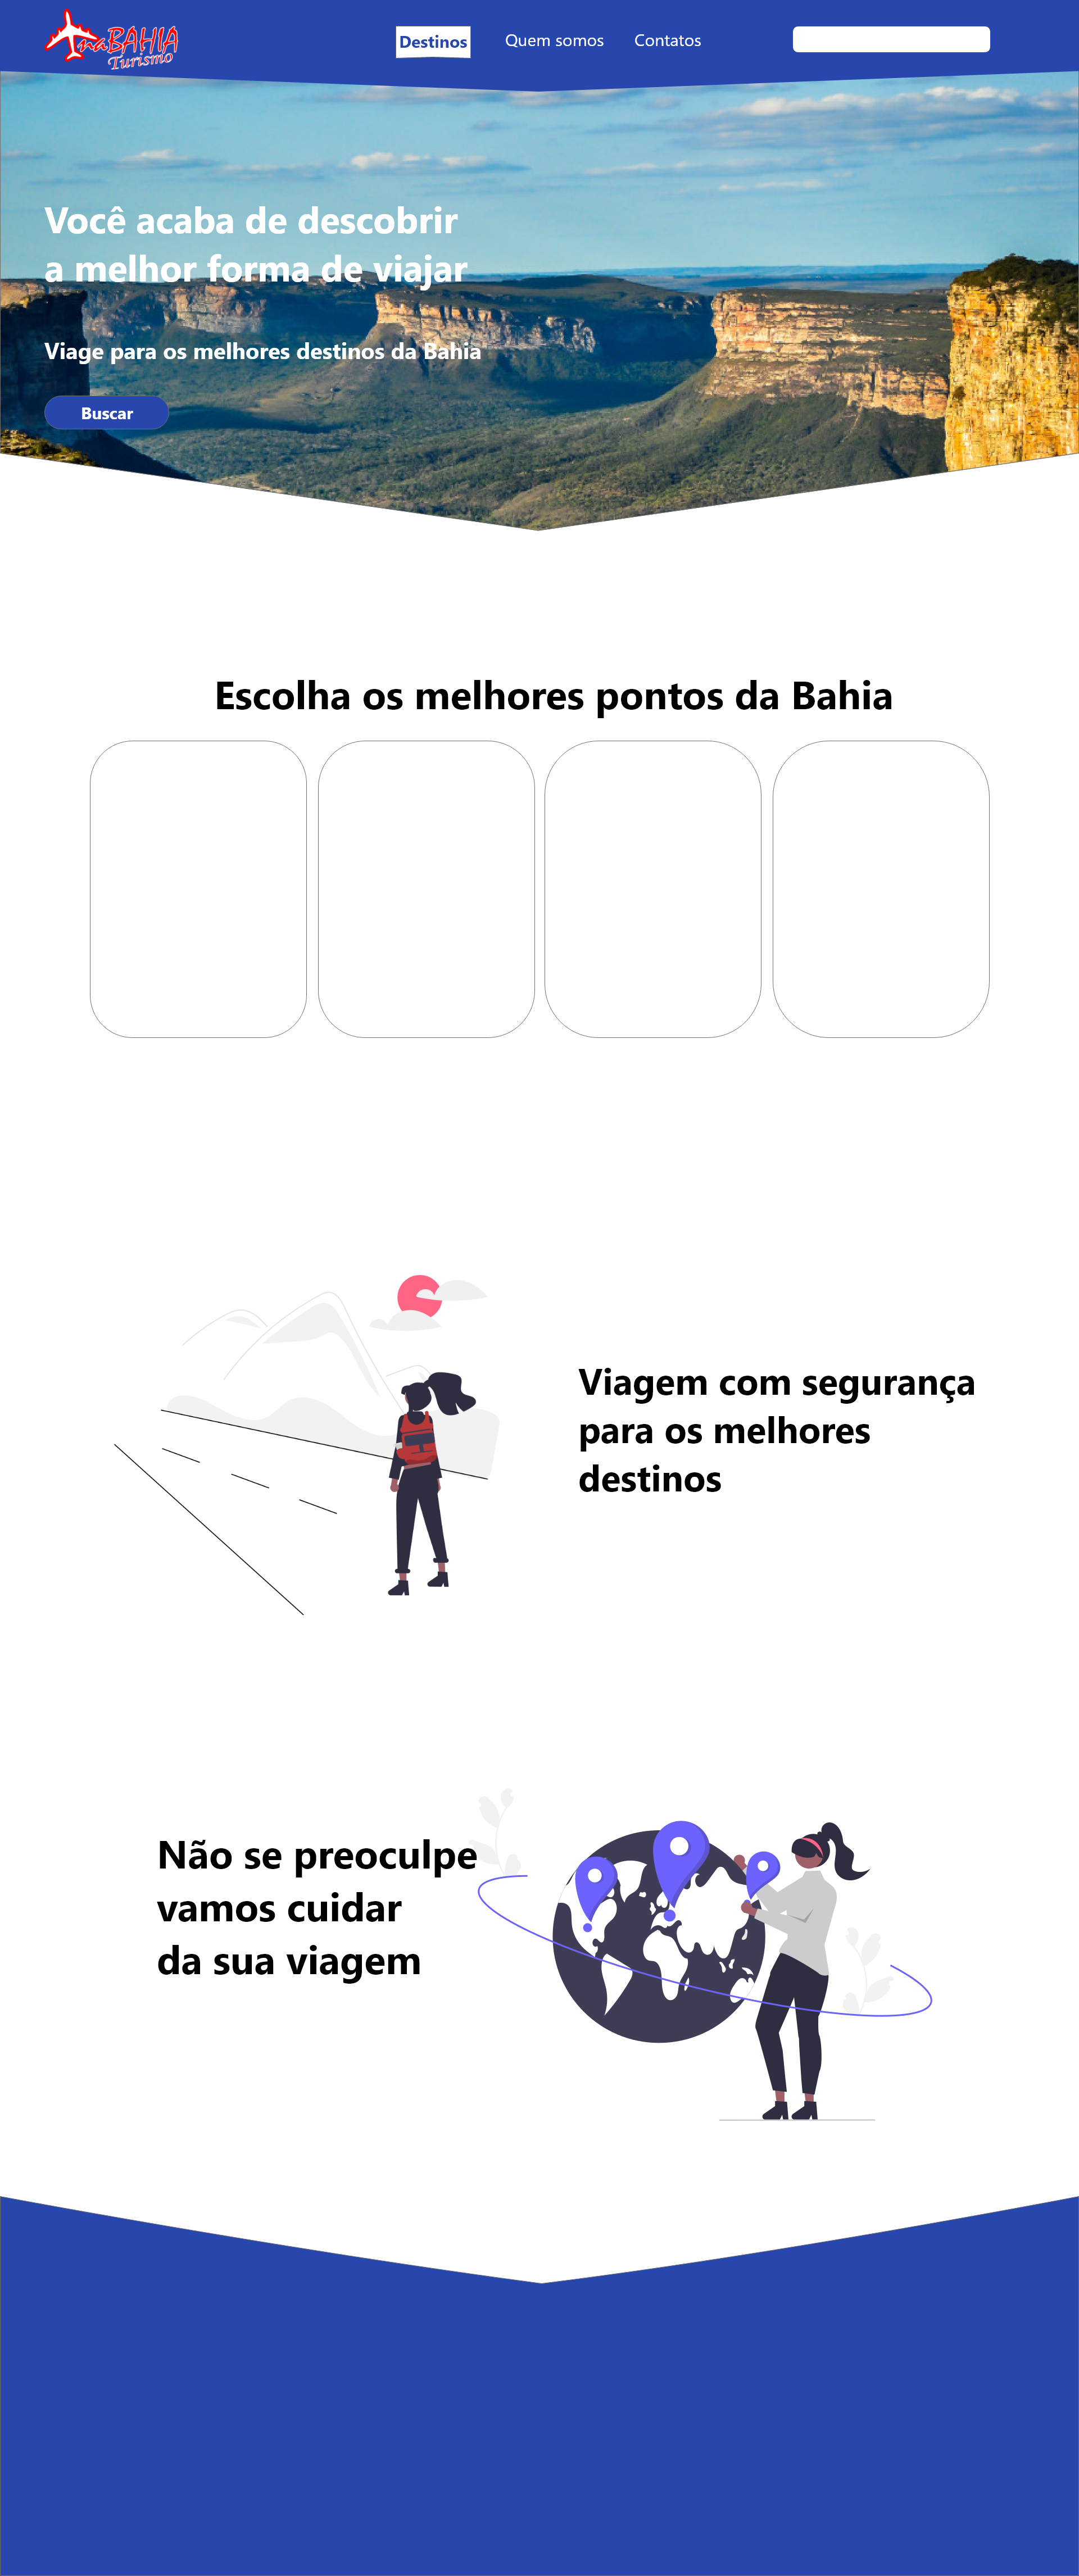 naBAHIA
Turismo
Destinos
Quem somos
Contatos
Você acaba de descobrir
a melhor forma de viajar
Viage para os melhores destinos da Bahia
Buscar
Escolha os melhores pontos da Bahia
Viagem com segurança
para os melhores
destinos
Não se preoculpe
vamos cuidar
da sua viagem